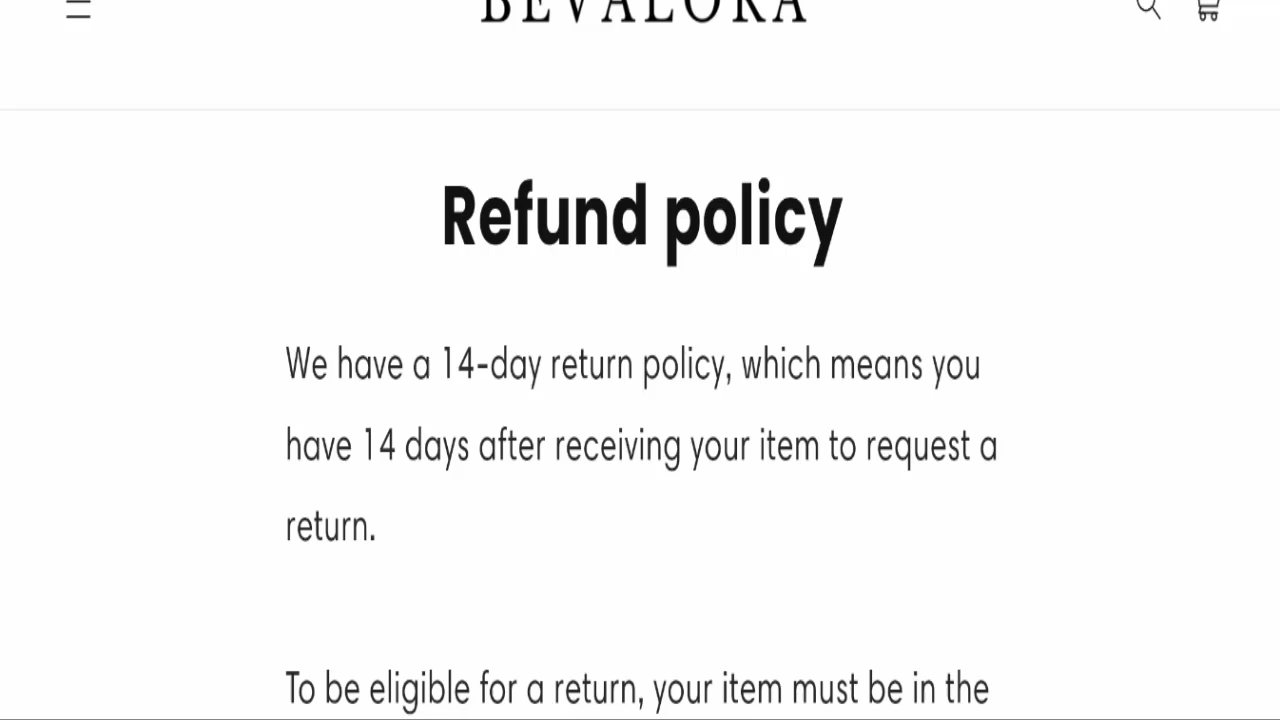 BEVALORA
Refund policy
We have a 14-day return policy, which means you
have 14 days after receiving your item to request a
return.
To be eligible for a return, your item must be in the